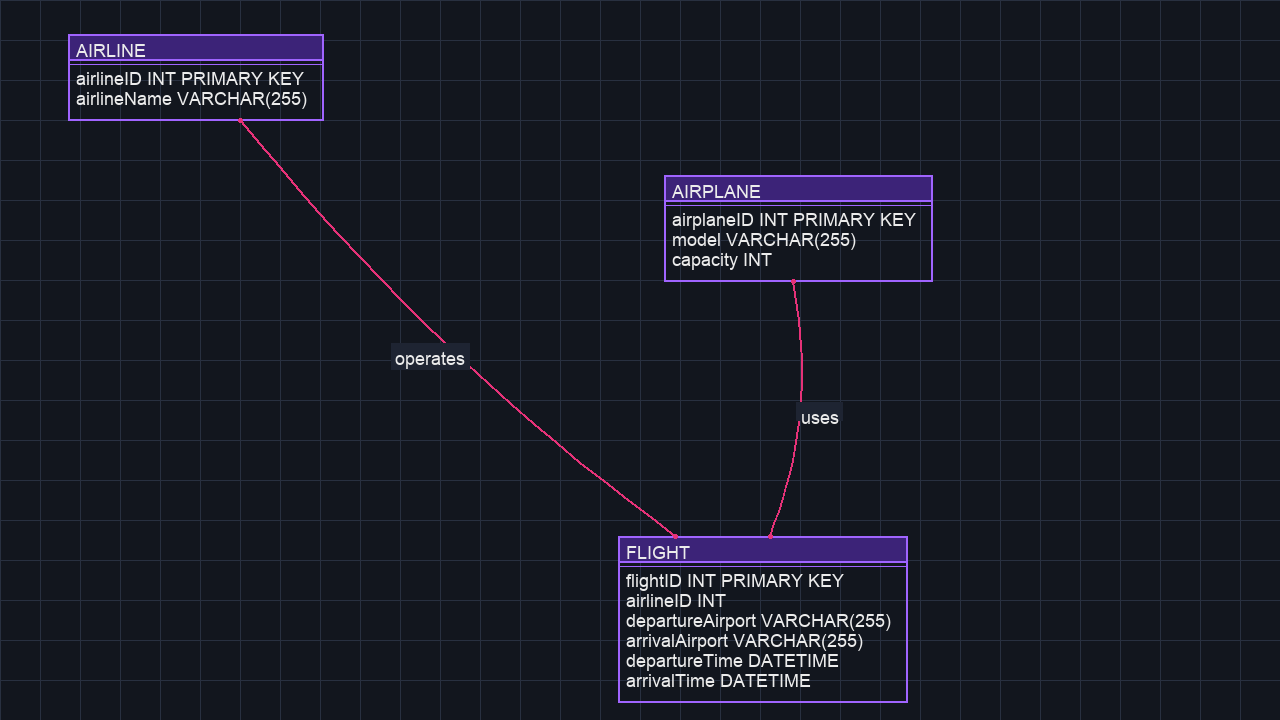 AIRLINE
airlineID INT PRIMARY KEY
airlineName VARCHAR(255)
AIRPLANE
airplaneID INT PRIMARY KEY
model VARCHAR(255)
capacity INT
operates
uses
FLIGHT
flightID INT PRIMARY KEY
airlineID INT
departureAirport VARCHAR(255)
arrivalAirport VARCHAR(255)
departureTime DATETIME
arrivalTime DATETIME